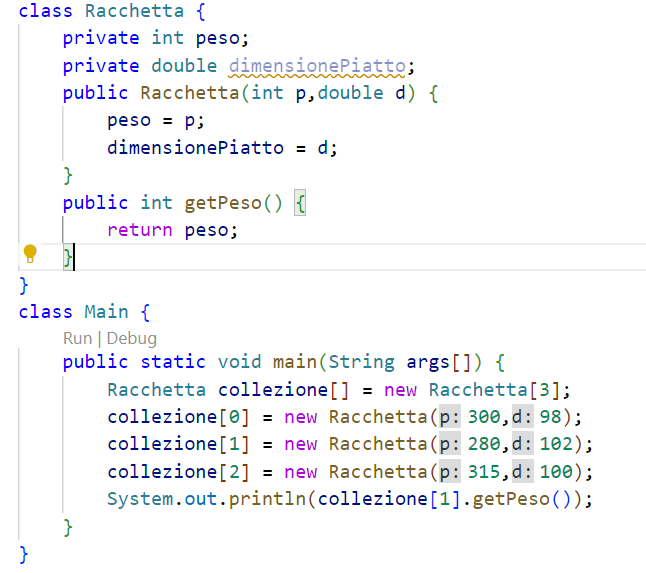 class Racchetta {
private int peso;
private double dimensionePiatto;
public Racchetta(int p,double d) {
peso = p;
dimensionePiatto = d;
}
public int getPeso() {
return peso;
}
}
class Main {
Run | Debug
public static void main(String args[]) {
Racchetta collezione[] = new Racchetta[3];
collezione[0] = new Racchetta(p: 300,d: 98);
collezione[1] = new Racchetta(p: 280,d: 102);
collezione[2] = new Racchetta(p: 315,d: 100);
System.out.println(collezione[1].getPeso());
}
}